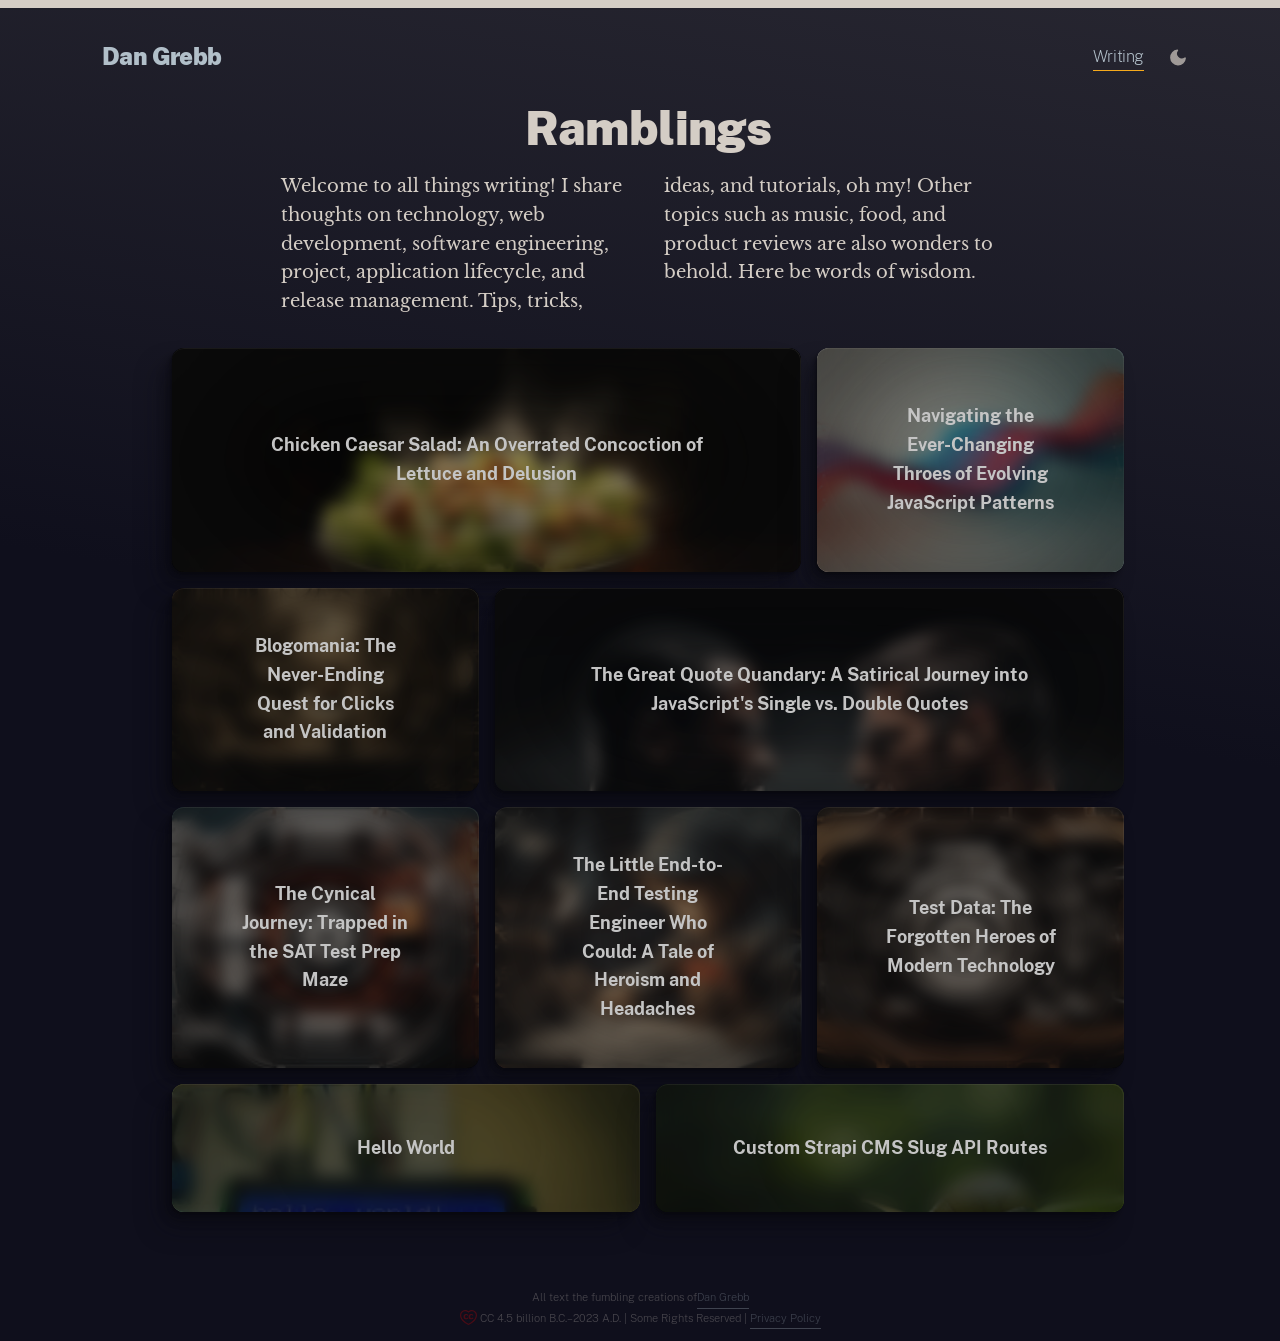 Dan Grebb
Writing
Ramblings
Welcome to all things writing! I share
thoughts on technology, web
development, software engineering,
project, application lifecycle, and
release management. Tips, tricks,
ideas, and tutorials, oh my! Other
topics such as music, food, and
product reviews are also wonders to
behold. Here be words of wisdom.
Chicken Caesar Salad: An Overrated Concoction of
Lettuce and Delusion
Navigating the
Ever-Changing
Throes of Evolving
JavaScript Patterns
Blogomania: The
Never-Ending
Quest for Clicks
and Validation
The Great Quote Quandary: A Satirical Journey into
JavaScript's Single vs. Double Quotes
The Cynical
Journey: Trapped in
the SAT Test Prep
Maze
The Little End-to-
End Testing
Engineer Who
Could: A Tale of
Heroism and
Headaches
Test Data: The
Forgotten Heroes of
Modern Technology
Hello World
Custom Strapi CMS Slug API Routes
All text the fumbling creations ofDan Grebb
CC 4.5 billion B.C.–2023 A.D. | Some Rights Reserved | Privacy Policy